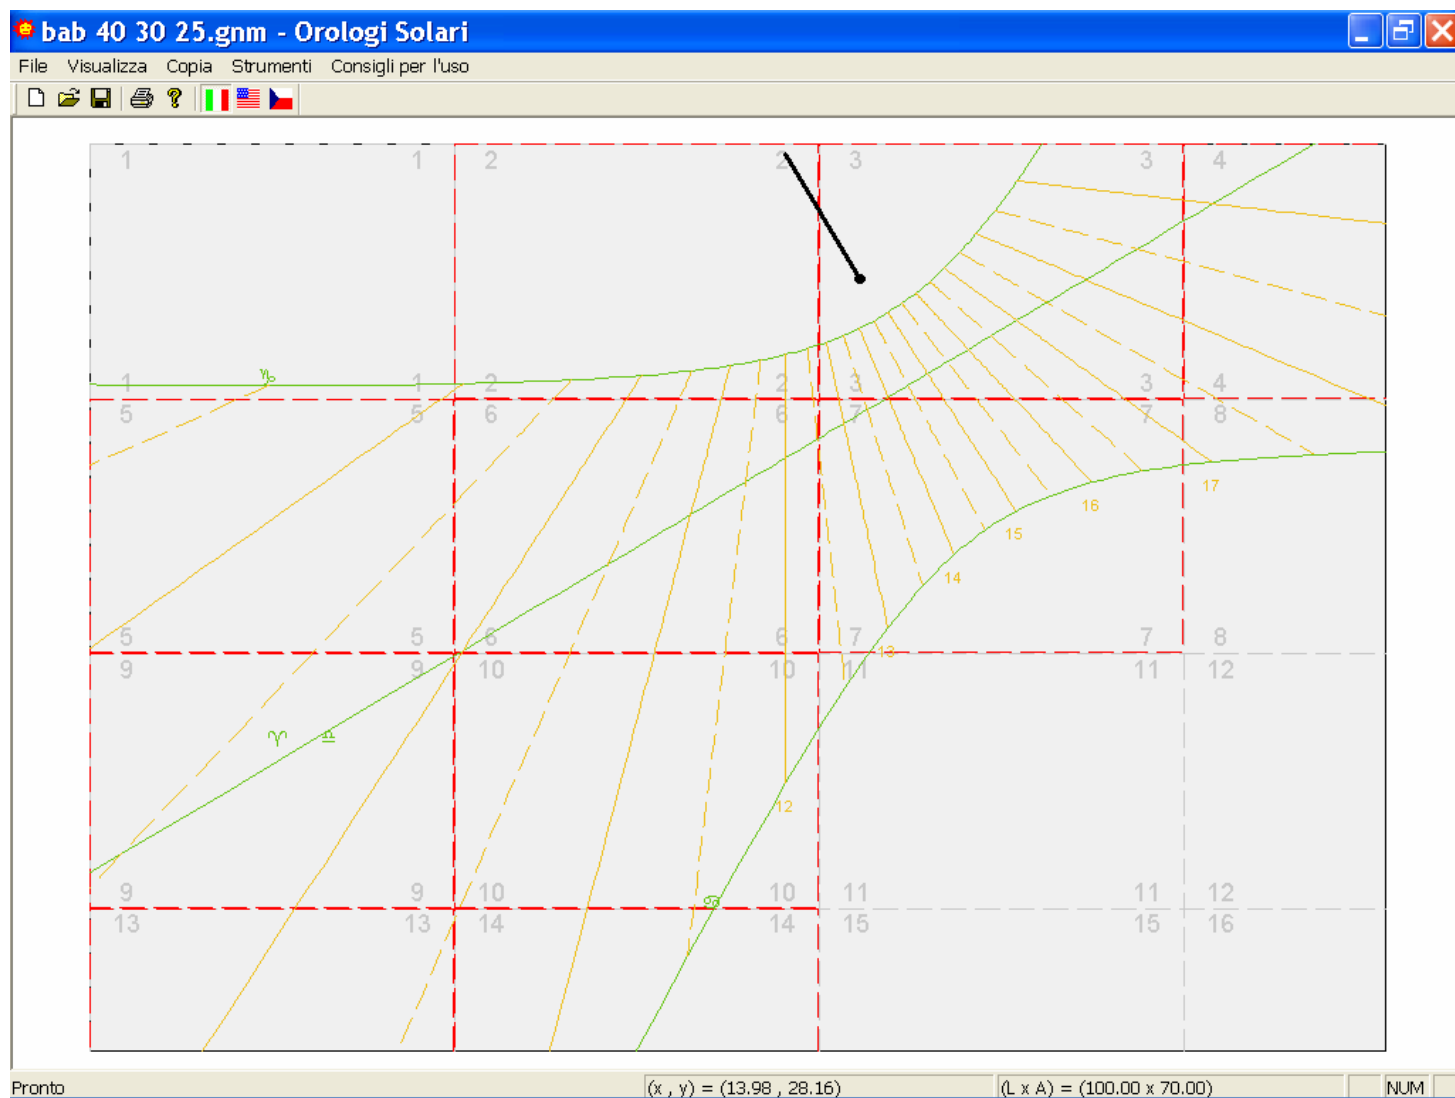 bab 40 30 25.gnm - Orologi Solari
File Visualizza Copia Strumenti Consigli per l'uso
1 1 2 2 3 3 4
♑
1 1 2 2 3 3 4
5 5 6 6 7 7 8
17
16
15
14
5 5 6 6 7 7 8
13
9 9 10 10 11 11 12
♈ ♎
12
9 9 10 10 11 11 12
♋
13 13 14 14 15 15 16
Pronto (x , y) = (13.98 , 28.16) (L x A) = (100.00 x 70.00) NUM